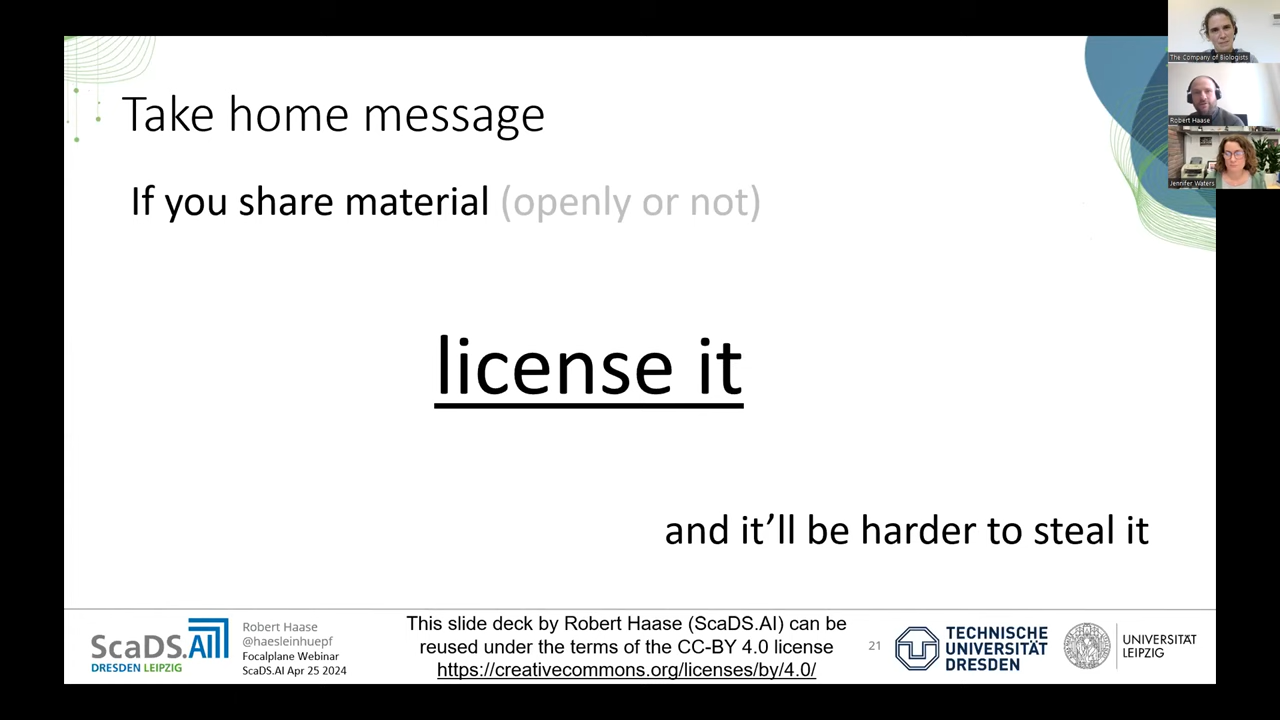 The Company of Biologists
Robert Haase
Jennifer Waters
Take home message
If you share material (openly or not)
license it
and it’ll be harder to steal it
ScaDS.AI
DRESDEN LEIPZIG
Robert Haase
@haesleinhuepf
Focalplane Webinar
ScaDS.AI Apr 25 2024
This slide deck by Robert Haase (ScaDS.AI) can be
reused under the terms of the CC-BY 4.0 license
https://creativecommons.org/licenses/by/4.0/
21
TECHNISCHE
UNIVERSITÄT
DRESDEN
UNIVERSITÄT
LEIPZIG